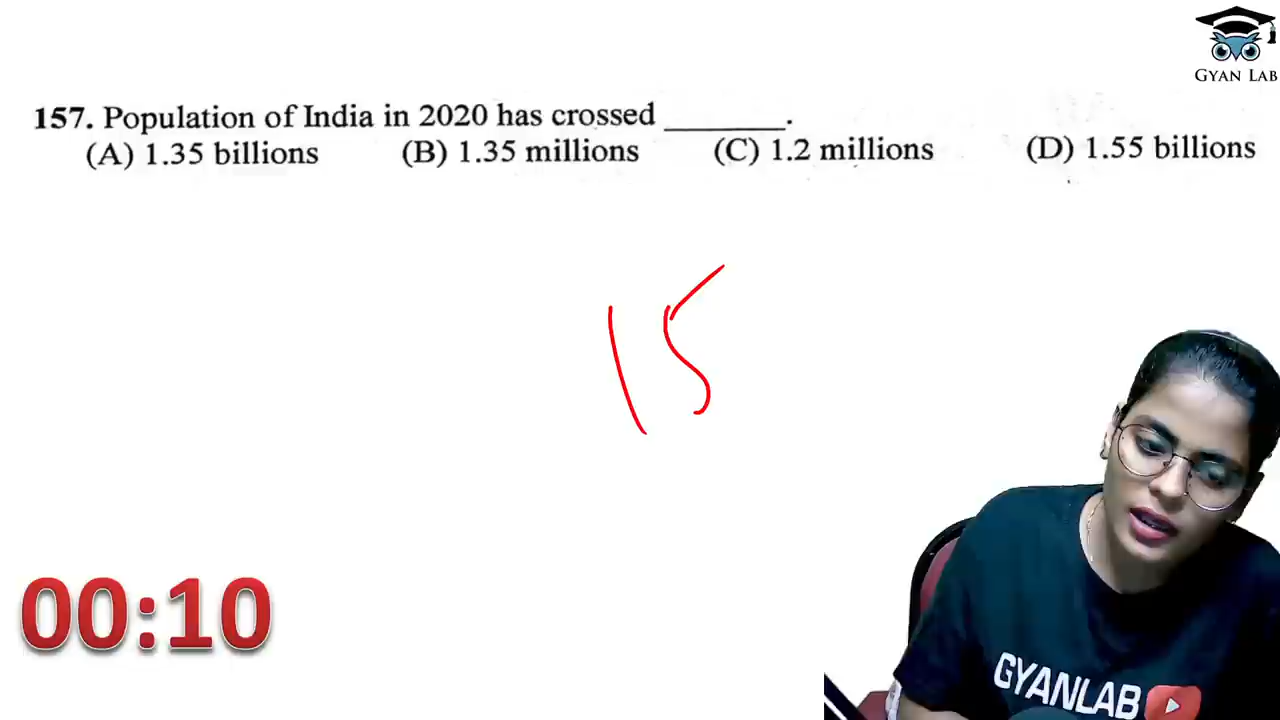 GYAN LAB
157. Population of India in 2020 has crossed ________.
(A) 1.35 billions (B) 1.35 millions (C) 1.2 millions (D) 1.55 billions
15
00:10
GYANLAB